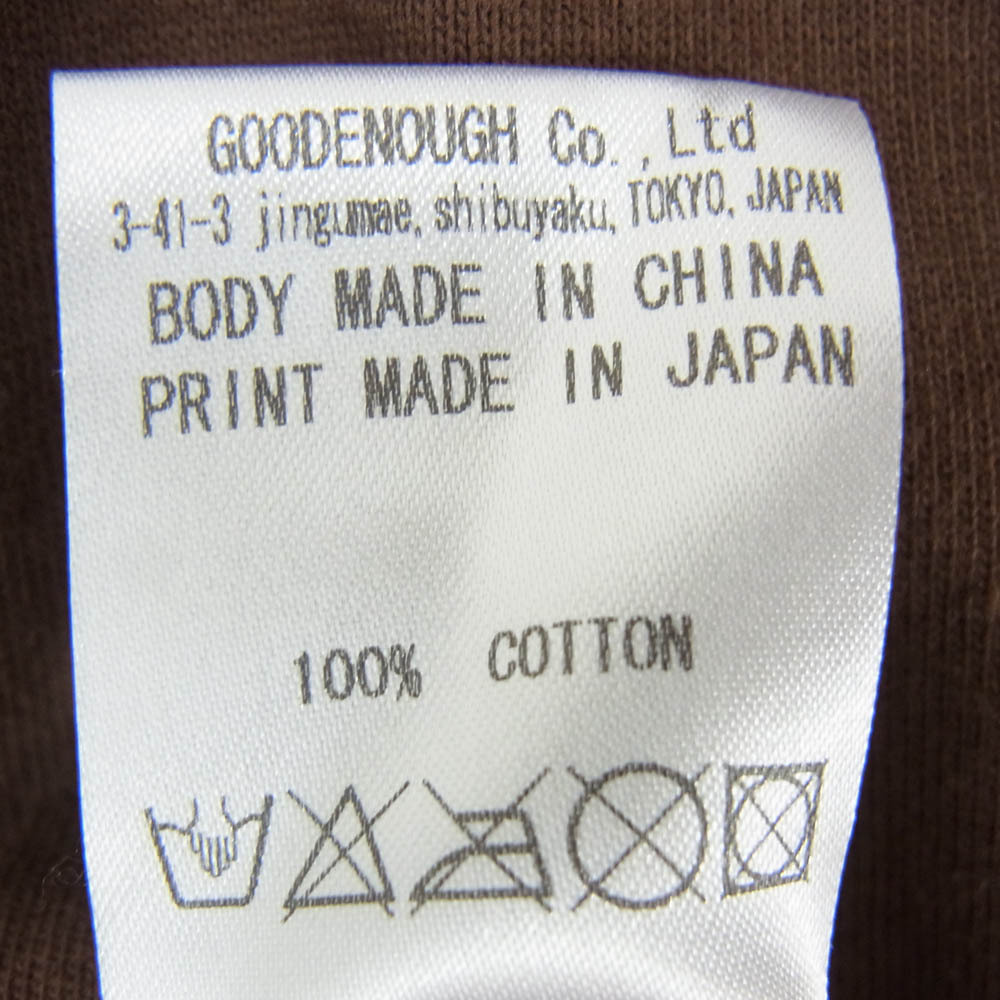 GOODENOUGH Co.,Ltd
3-41-3 jingumae, shibuyaku, TOKYO, JAPAN
BODY MADE IN CHINA
PRINT MADE IN JAPAN
100% COTTON